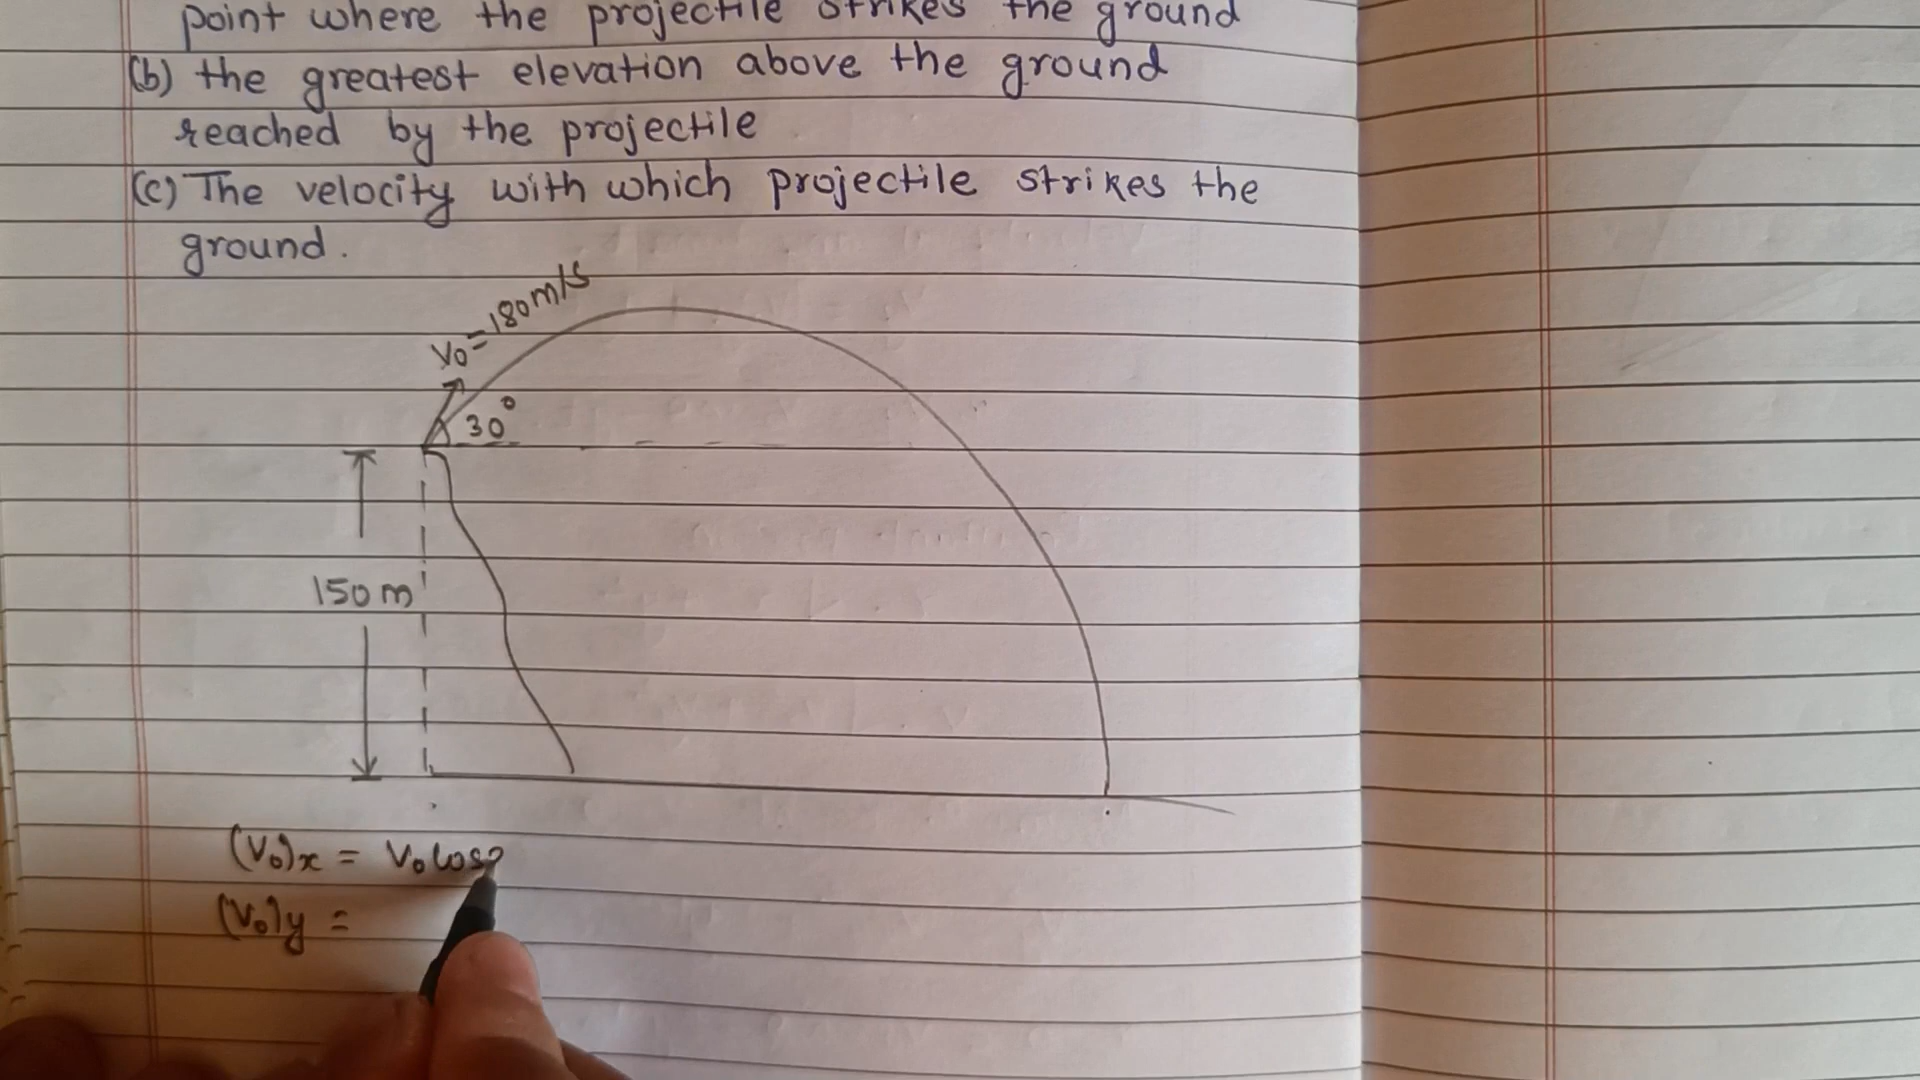 point where the projectile strikes the ground
(b) the greatest elevation above the ground
reached by the projectile
(c) The velocity with which projectile strikes the
ground.
V₀ = 180 m/s
30°
150 m
(V₀)x = V₀ cos
(V₀)y =